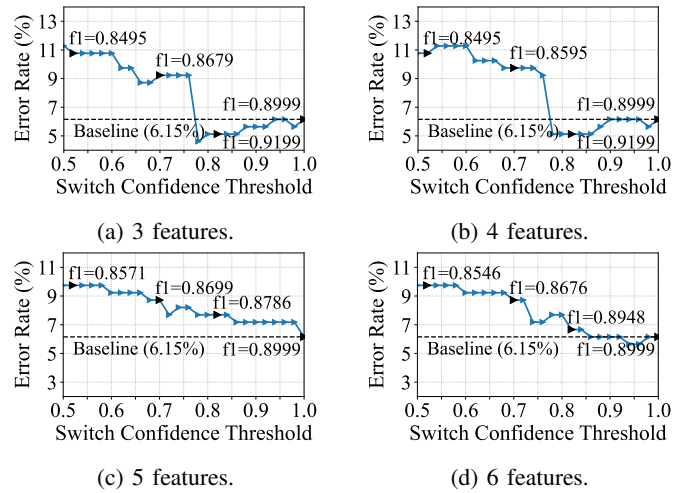 13
11
9
7
5
Error Rate (%)
f1=0.8495
f1=0.8679
f1=0.8999
Baseline (6.15%)
f1=0.9199
0.5 0.6 0.7 0.8 0.9 1.0
Switch Confidence Threshold
(a) 3 features.
13
11
9
7
5
Error Rate (%)
f1=0.8495
f1=0.8595
f1=0.8999
Baseline (6.15%)
f1=0.9199
0.5 0.6 0.7 0.8 0.9 1.0
Switch Confidence Threshold
(b) 4 features.
11
9
7
5
3
Error Rate (%)
f1=0.8571
f1=0.8699
f1=0.8786
Baseline (6.15%)
f1=0.8999
0.5 0.6 0.7 0.8 0.9 1.0
Switch Confidence Threshold
(c) 5 features.
11
9
7
5
3
Error Rate (%)
f1=0.8546
f1=0.8676
f1=0.8948
Baseline (6.15%)
f1=0.8999
0.5 0.6 0.7 0.8 0.9 1.0
Switch Confidence Threshold
(d) 6 features.